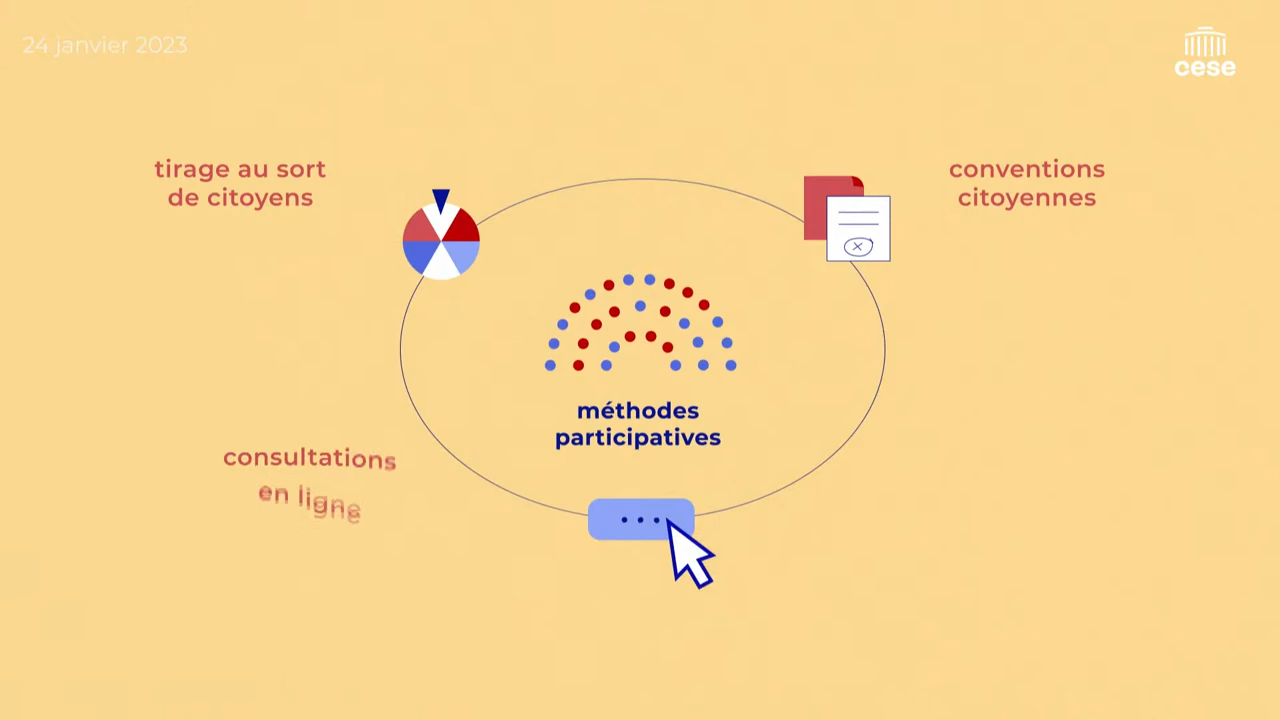 24 janvier 2023
cese
tirage au sort
de citoyens
conventions
citoyennes
méthodes
participatives
consultations
en ligne